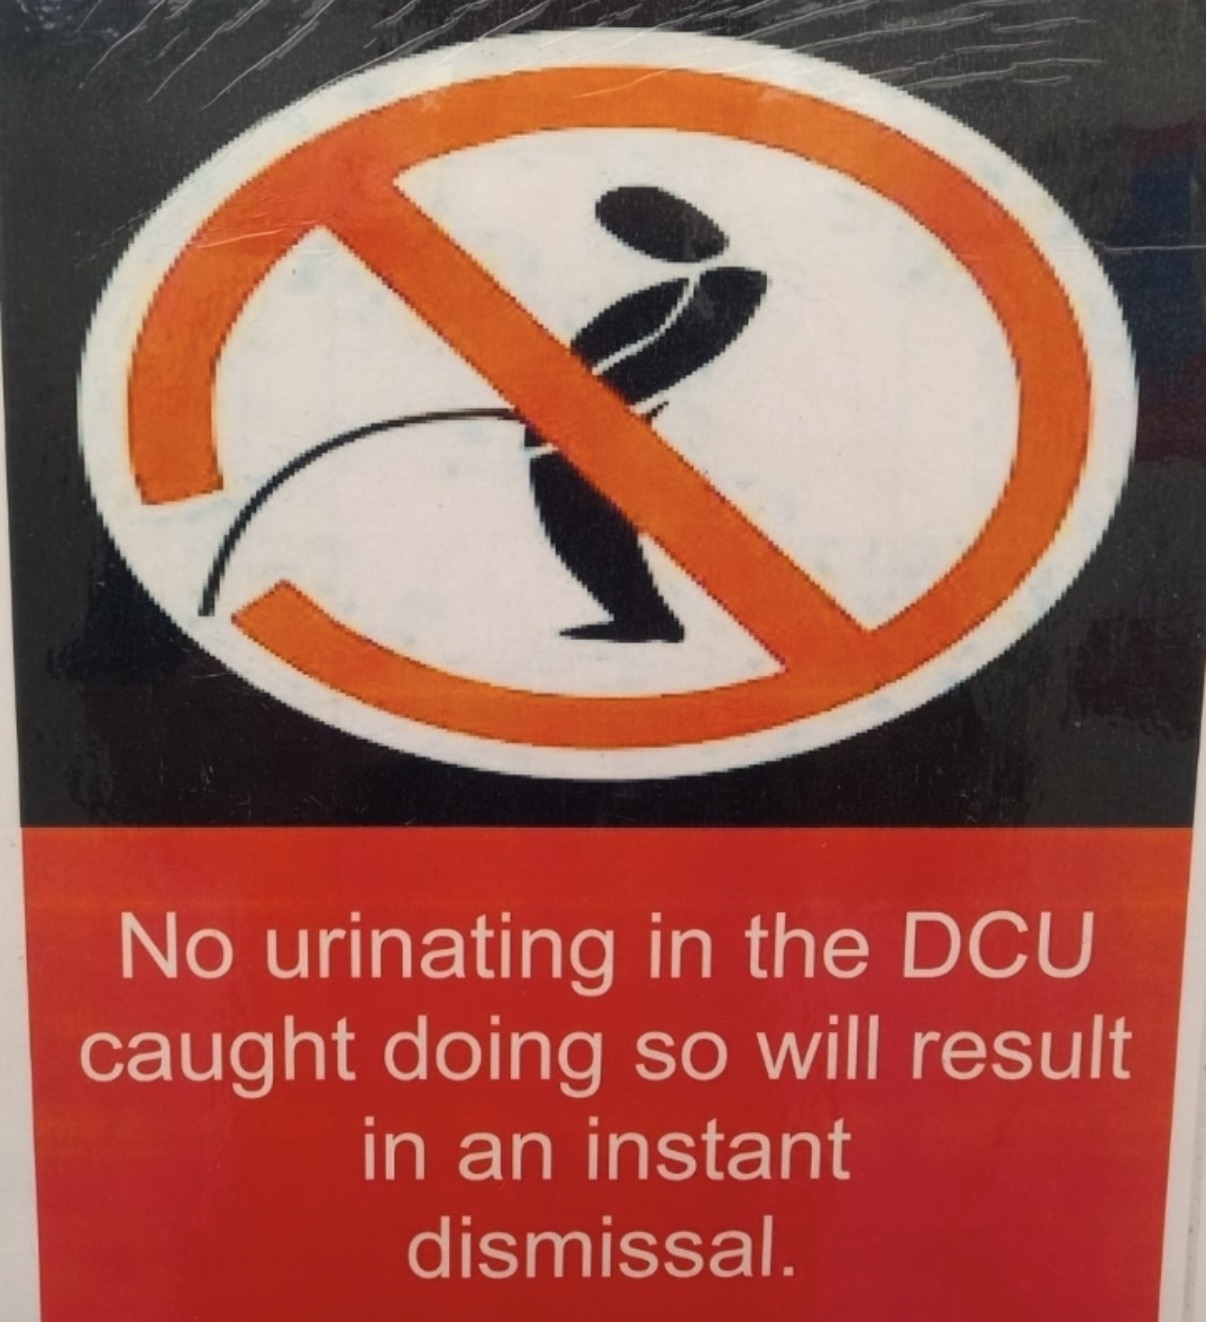 No urinating in the DCU
caught doing so will result
in an instant
dismissal.